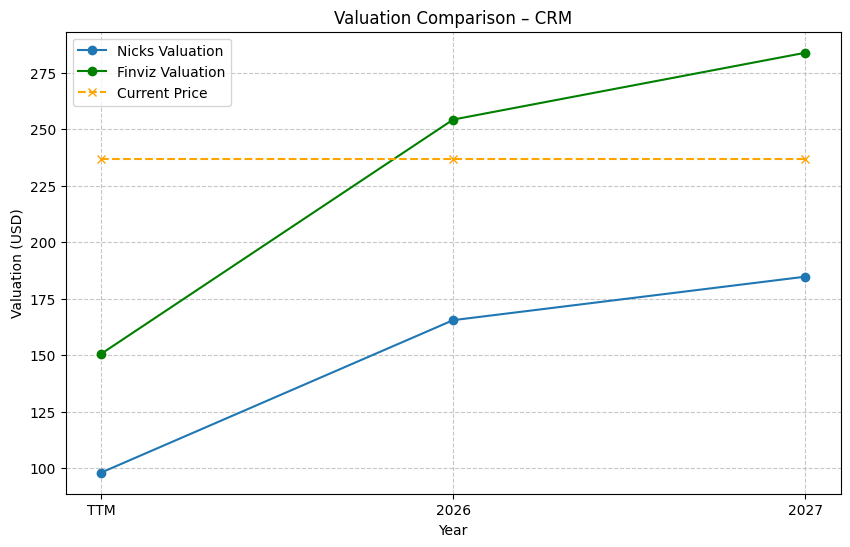 Valuation Comparison – CRM
Nicks Valuation
Finviz Valuation
Current Price
Valuation (USD)
275
250
225
200
175
150
125
100
TTM
2026
2027
Year